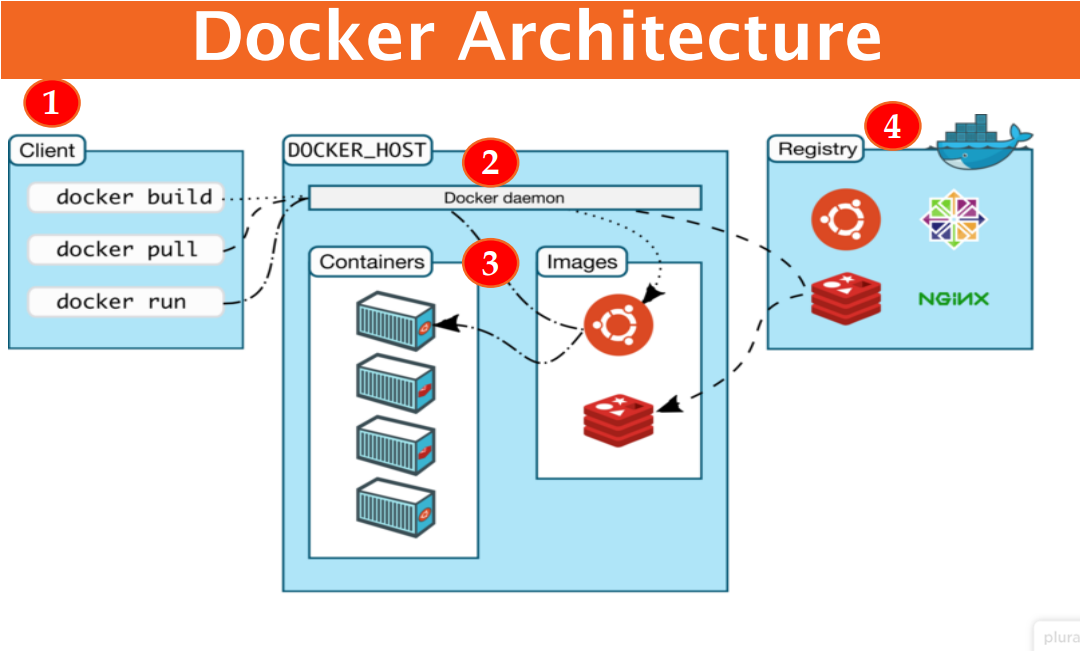 Docker Architecture
1
Client
docker build
docker pull
docker run
DOCKER_HOST
2
Docker daemon
Containers
3
Images
Registry
4
NGINX
plura